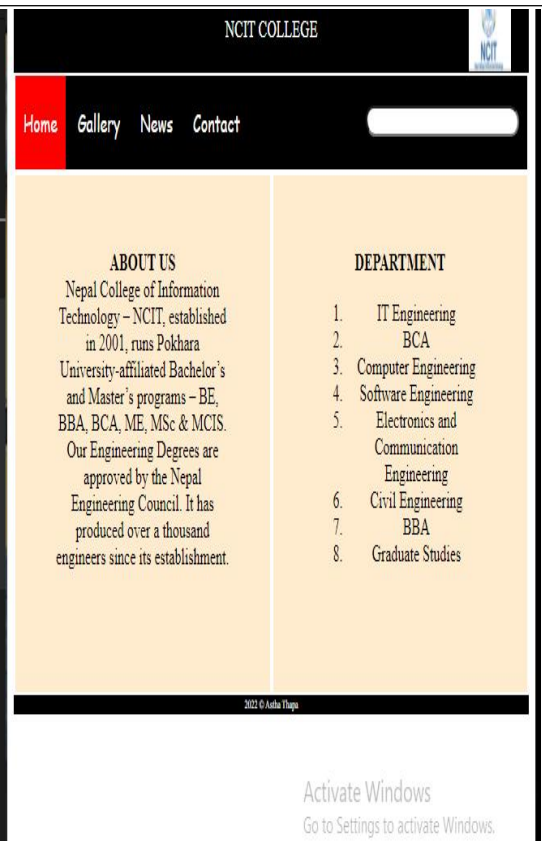 NCIT COLLEGE
NCIT
Home Gallery News Contact
ABOUT US
Nepal College of Information
Technology – NCIT, established
in 2001, runs Pokhara
University-affiliated Bachelor's
and Master's programs – BE,
BBA, BCA, ME, MSc & MCIS.
Our Engineering Degrees are
approved by the Nepal
Engineering Council. It has
produced over a thousand
engineers since its establishment.
DEPARTMENT
1. IT Engineering
2. BCA
3. Computer Engineering
4. Software Engineering
5. Electronics and
Communication
Engineering
6. Civil Engineering
7. BBA
8. Graduate Studies
2022 © Astha Thapa
Activate Windows
Go to Settings to activate Windows.